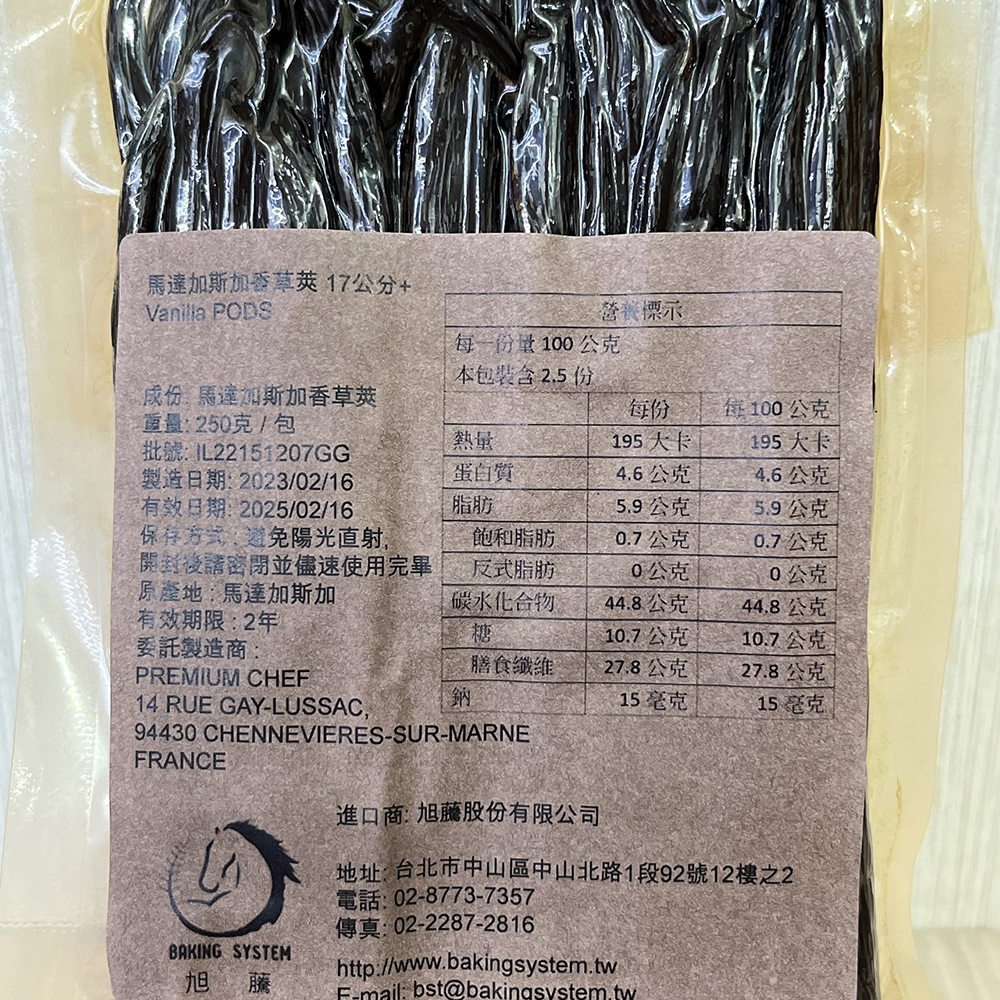 馬達加斯加香草莢 17公分+
Vanilla PODS
成份: 馬達加斯加香草莢
重量: 250克 / 包
批號: IL22151207GG
製造日期: 2023/02/16
有效日期: 2025/02/16
保存方式 : 避免陽光直射,
開封後請密閉並儘速使用完畢
原產地 : 馬達加斯加
有效期限 : 2年
委託製造商 :
PREMIUM CHEF
14 RUE GAY-LUSSAC,
94430 CHENNEVIERES-SUR-MARNE
FRANCE
營養標示
每一份量 100 公克
本包裝含 2.5 份
每份 每 100 公克
熱量 195 大卡 195 大卡
蛋白質 4.6 公克 4.6 公克
脂肪 5.9 公克 5.9 公克
飽和脂肪 0.7 公克 0.7 公克
反式脂肪 0 公克 0 公克
碳水化合物 44.8 公克 44.8 公克
糖 10.7 公克 10.7 公克
膳食纖維 27.8 公克 27.8 公克
鈉 15 毫克 15 毫克
進口商: 旭藤股份有限公司
地址: 台北市中山區中山北路1段92號12樓之2
電話: 02-8773-7357
傳真: 02-2287-2816
http://www.bakingsystem.tw
E-mail: bst@bakingsystem.tw
BAKING SYSTEM
旭 藤